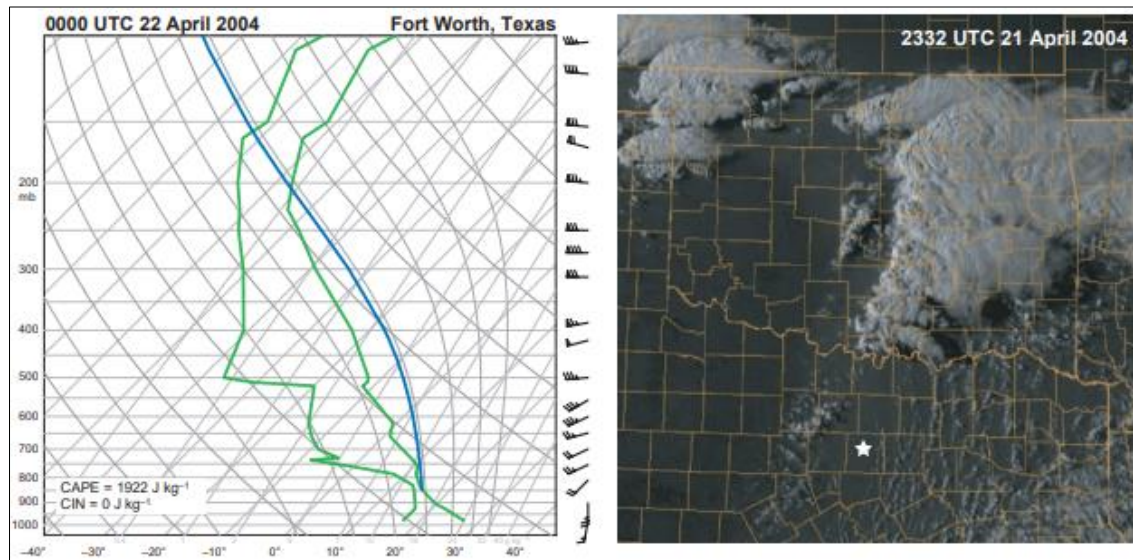 0000 UTC 22 April 2004 Fort Worth, Texas
2332 UTC 21 April 2004
200
mb
300
400
500
600
700
800
900
1000
CAPE = 1922 J kg⁻¹
CIN = 0 J kg⁻¹
–40° –30° –20° –10° 0° 10° 20° 30° 40°